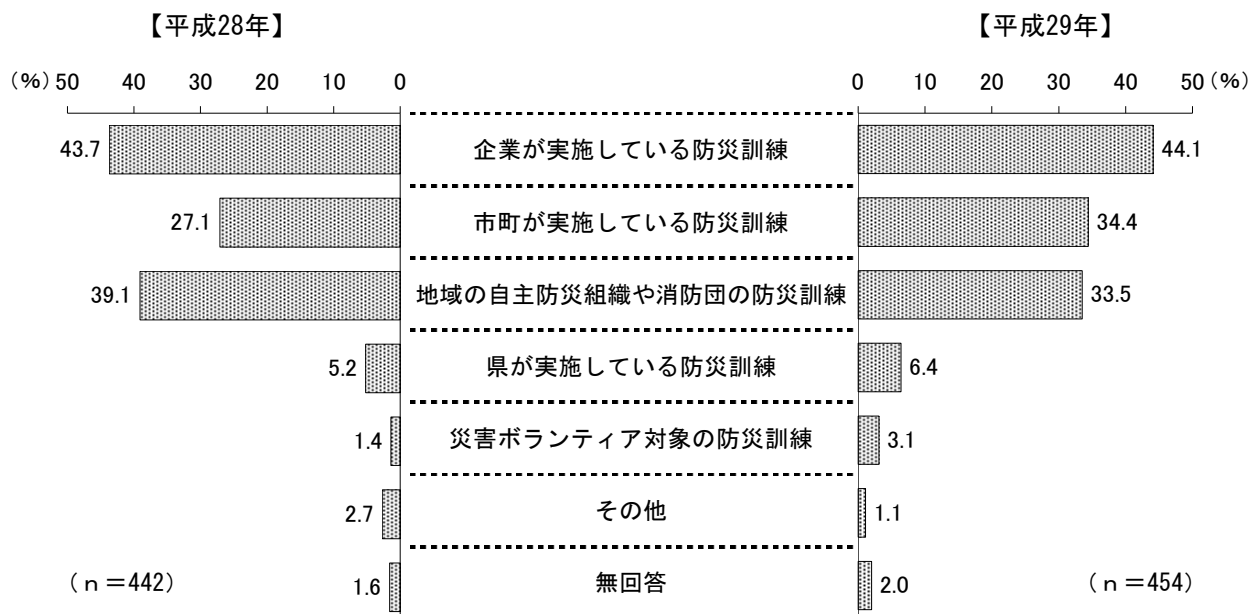 【平成28年】 【平成29年】
(%) 50 40 30 20 10 0 0 10 20 30 40 50 (%)
43.7 企業が実施している防災訓練 44.1
27.1 市町が実施している防災訓練 34.4
39.1 地域の自主防災組織や消防団の防災訓練 33.5
5.2 県が実施している防災訓練 6.4
1.4 災害ボランティア対象の防災訓練 3.1
2.7 その他 1.1
(n=442) 1.6 無回答 2.0 (n=454)